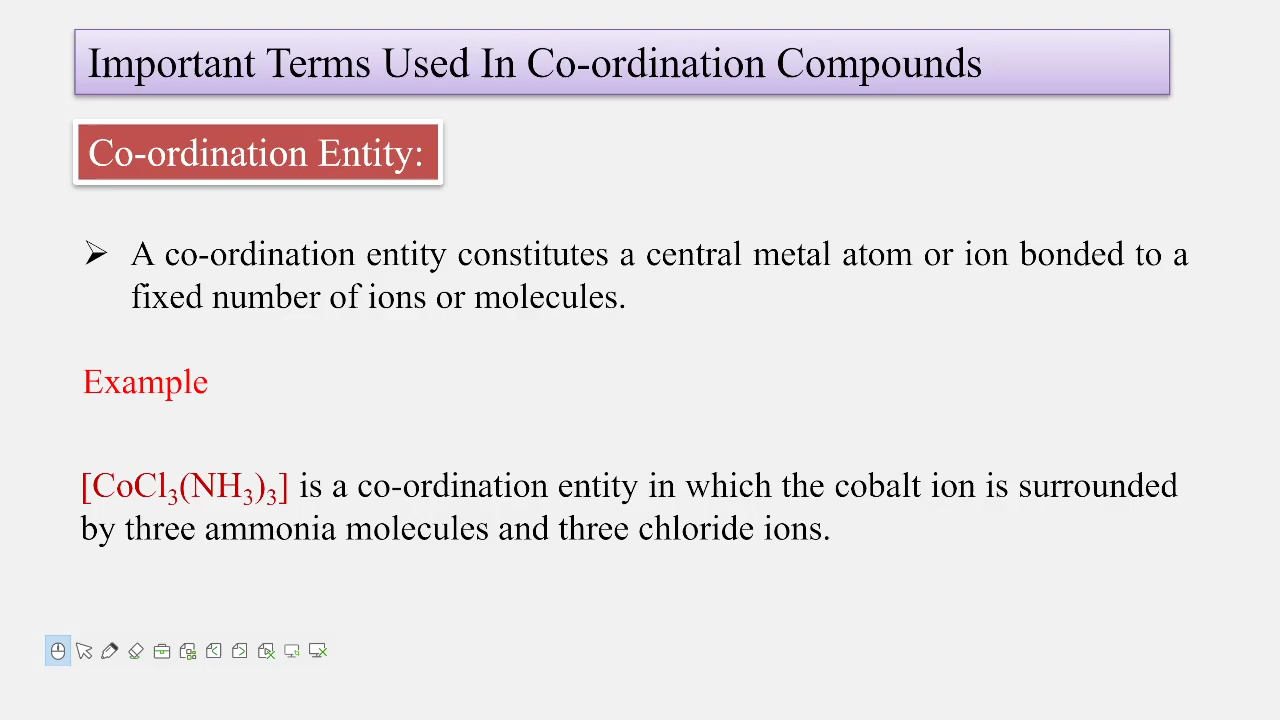 Important Terms Used In Co-ordination Compounds
Co-ordination Entity:
➢ A co-ordination entity constitutes a central metal atom or ion bonded to a
fixed number of ions or molecules.
Example
[CoCl₃(NH₃)₃] is a co-ordination entity in which the cobalt ion is surrounded
by three ammonia molecules and three chloride ions.